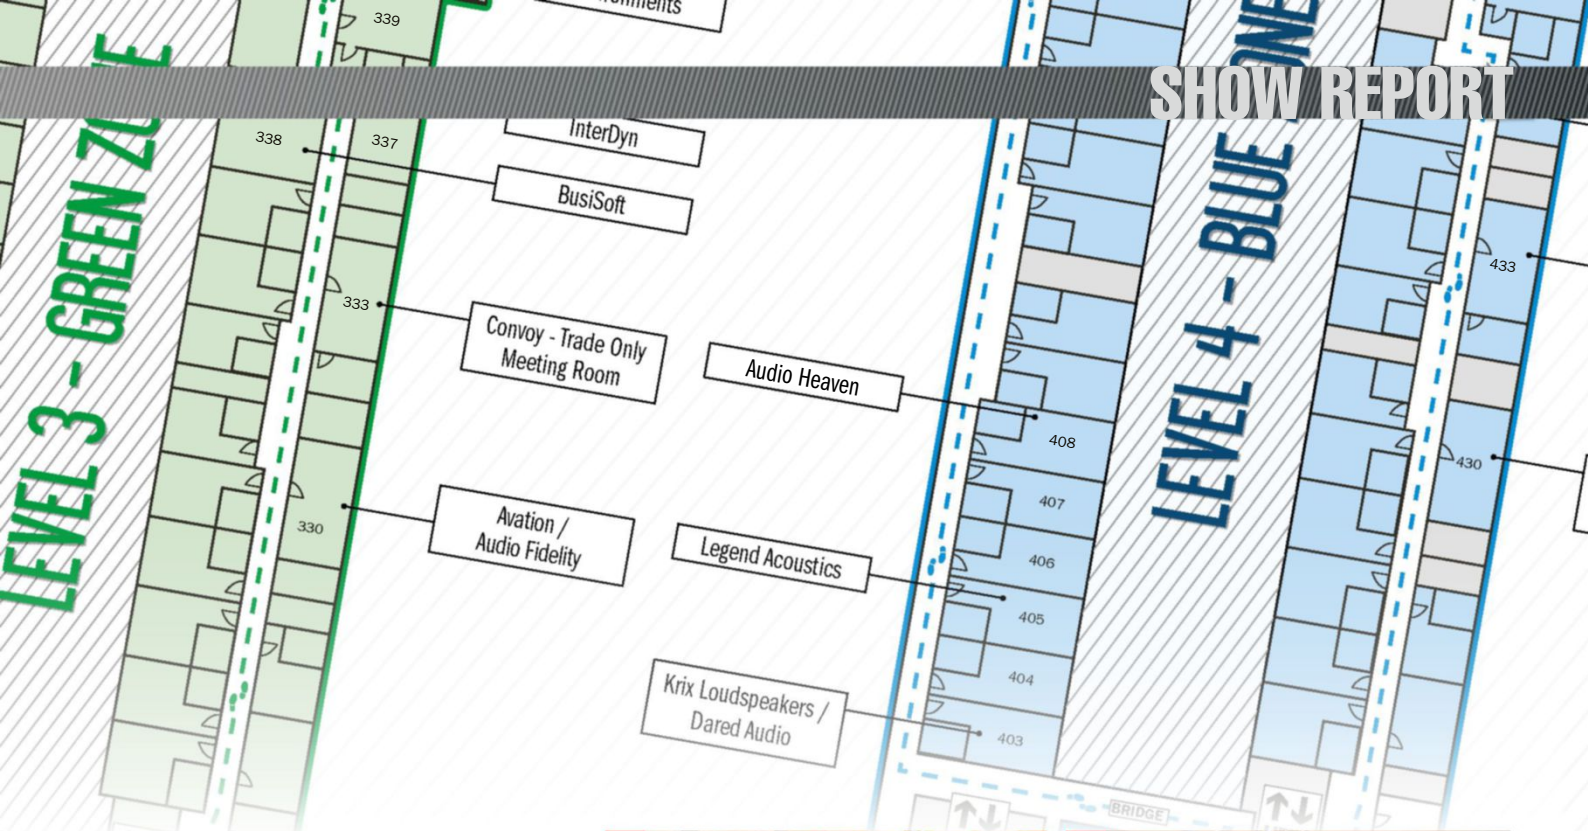 339
SHOW REPORT
338
337
InterDyn
BusiSoft
433
333
Convoy - Trade Only
Meeting Room
Audio Heaven
408
430
407
330
Avation /
Audio Fidelity
Legend Acoustics
406
405
404
Krix Loudspeakers /
Dared Audio
403
BRIDGE
LEVEL 3 - GREEN ZONE
LEVEL 4 - BLUE ZONE